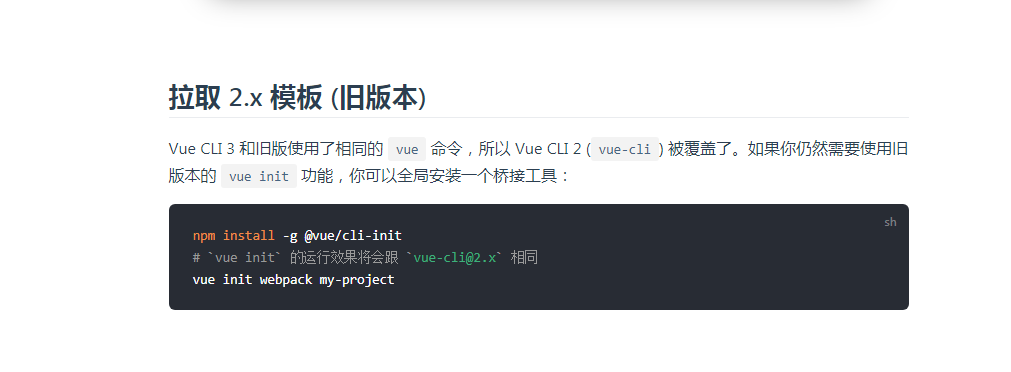 拉取 2.x 模板 (旧版本)
Vue CLI 3 和旧版使用了相同的 vue 命令，所以 Vue CLI 2 (vue-cli) 被覆盖了。如果你仍然需要使用旧
版本的 vue init 功能，你可以全局安装一个桥接工具：
sh
npm install -g @vue/cli-init
# `vue init` 的运行效果将会跟 `vue-cli@2.x` 相同
vue init webpack my-project